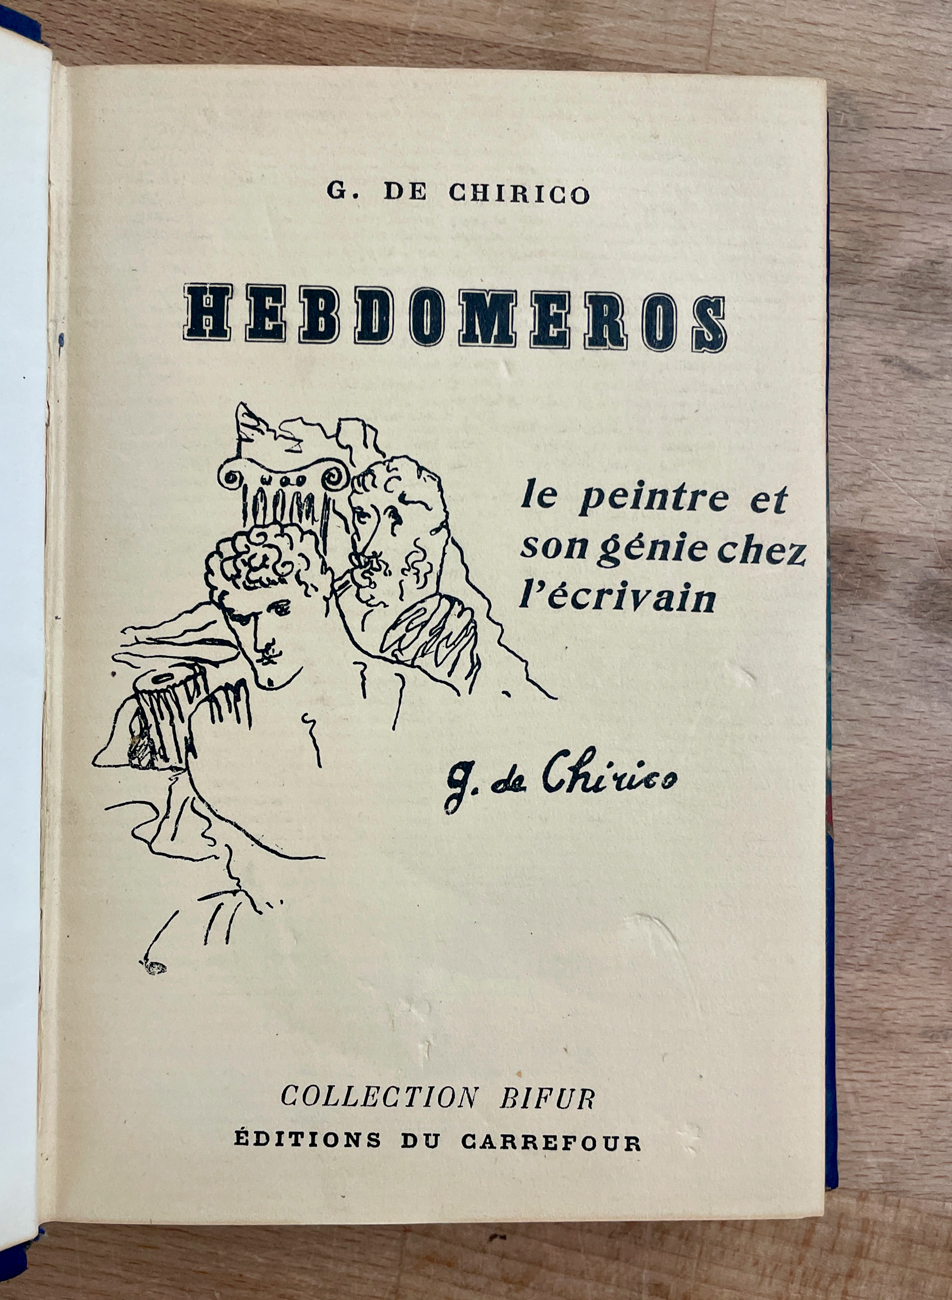 G. DE CHIRICO
HEBDOMEROS
le peintre et
son génie chez
l'écrivain
g. de Chirico
COLLECTION BIFUR
ÉDITIONS DU CARREFOUR